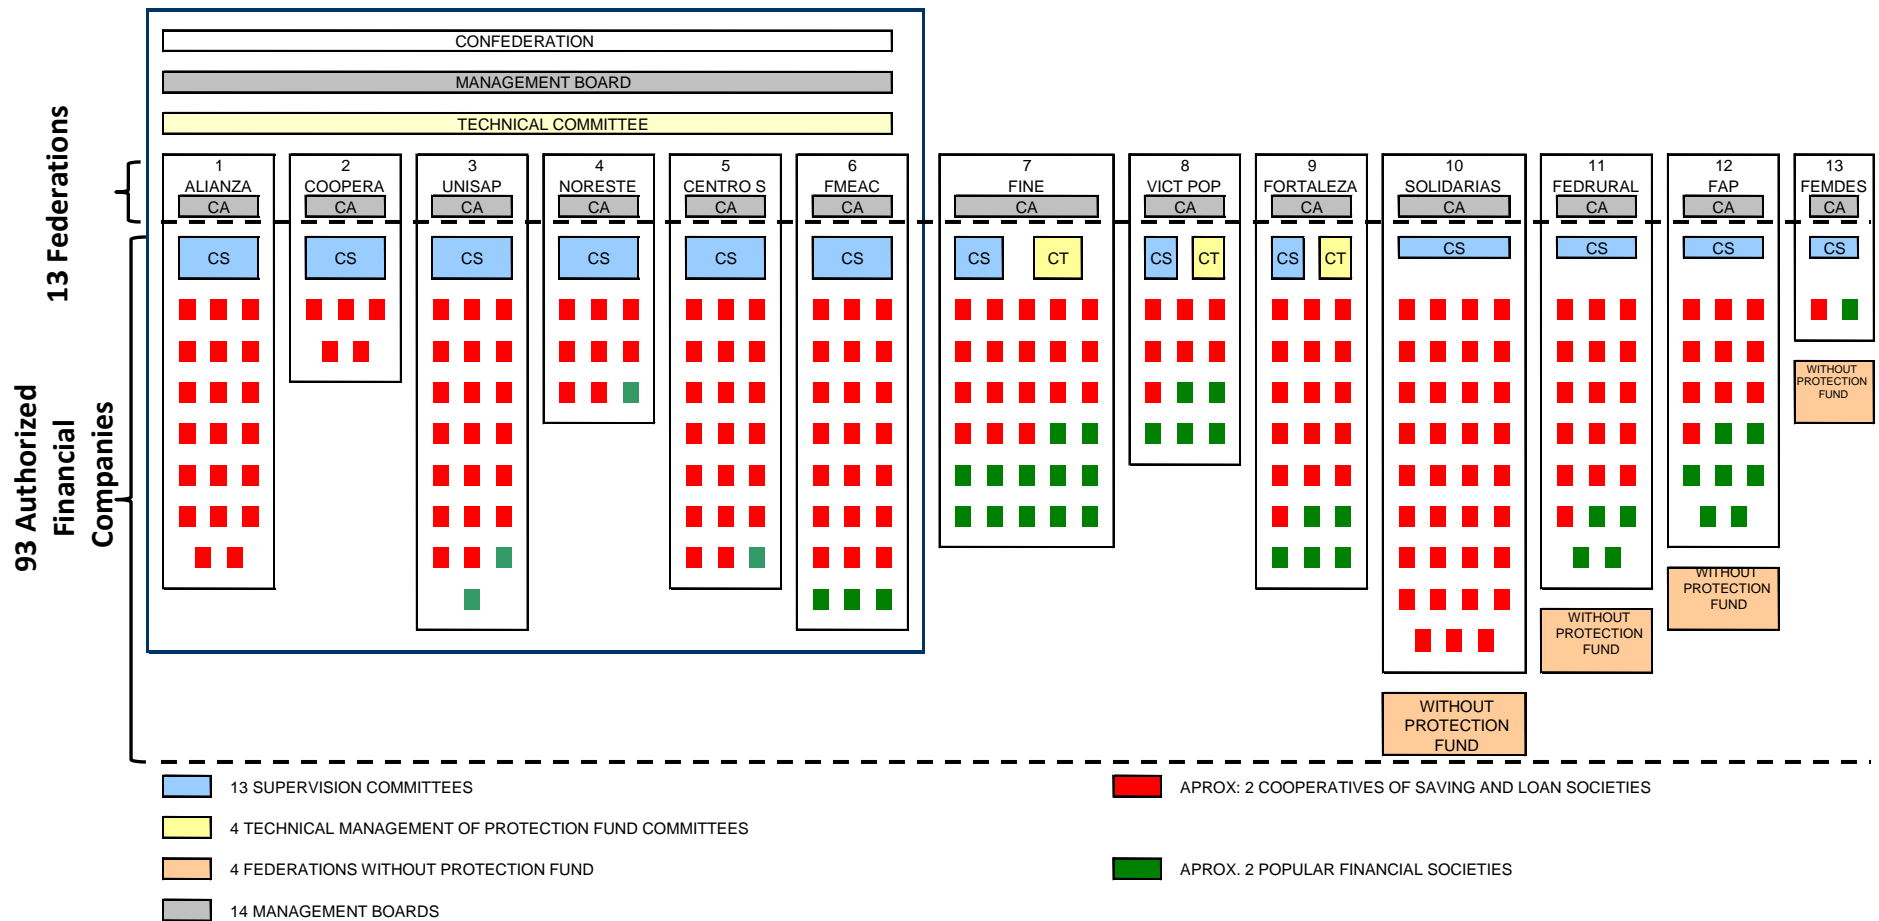 CONFEDERATION
MANAGEMENT BOARD
TECHNICAL COMMITTEE
13 Federations
1
ALIANZA
CA
2
COOPERA
CA
3
UNISAP
CA
4
NORESTE
CA
5
CENTRO S
CA
6
FMEAC
CA
7
FINE
CA
8
VICT POP
CA
9
FORTALEZA
CA
10
SOLIDARIAS
CA
11
FEDRURAL
CA
12
FAP
CA
13
FEMDES
CA
93 Authorized
Financial
Companies
CS
CS
CS
CS
CS
CS
CS
CT
CS
CT
CS
CT
CS
CS
CS
CS
WITHOUT
PROTECTION
FUND
WITHOUT
PROTECTION
FUND
WITHOUT
PROTECTION
FUND
WITHOUT
PROTECTION
FUND
13 SUPERVISION COMMITTEES
4 TECHNICAL MANAGEMENT OF PROTECTION FUND COMMITTEES
4 FEDERATIONS WITHOUT PROTECTION FUND
14 MANAGEMENT BOARDS
APROX: 2 COOPERATIVES OF SAVING AND LOAN SOCIETIES
APROX. 2 POPULAR FINANCIAL SOCIETIES